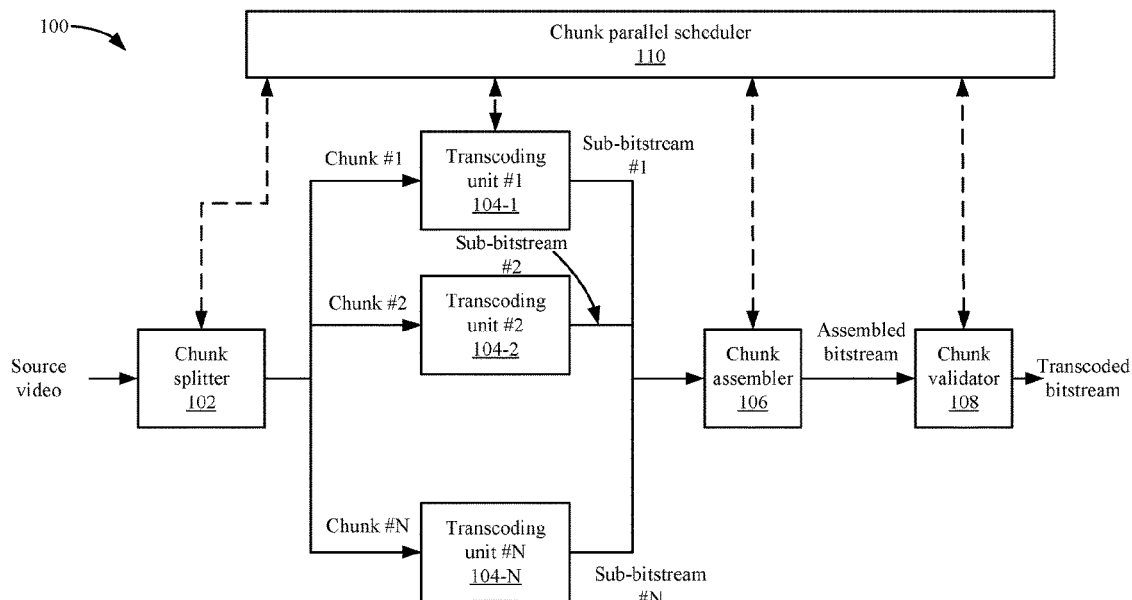 100
Chunk parallel scheduler
110
Chunk #1
Transcoding
unit #1
104-1
Sub-bitstream
#1
Sub-bitstream
#2
Chunk #2
Transcoding
unit #2
104-2
Source
video
Chunk
splitter
102
Chunk
assembler
106
Assembled
bitstream
Chunk
validator
108
Transcoded
bitstream
Chunk #N
Transcoding
unit #N
104-N
Sub-bitstream
#N